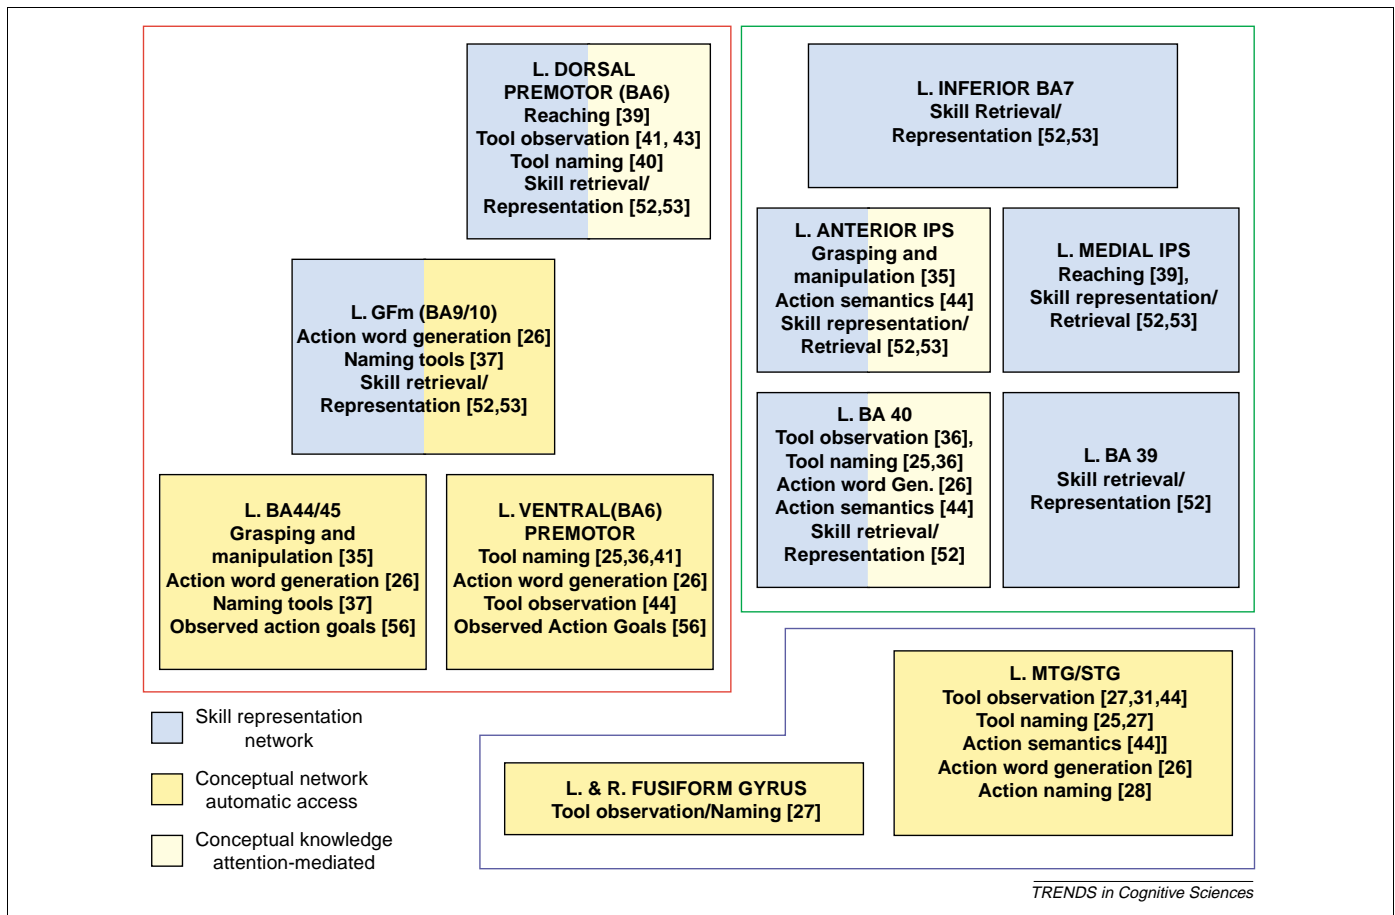 L. DORSAL
PREMOTOR (BA6)
Reaching [39]
Tool observation [41, 43]
Tool naming [40]
Skill retrieval/
Representation [52,53]
L. GFm (BA9/10)
Action word generation [26]
Naming tools [37]
Skill retrieval/
Representation [52,53]
L. BA44/45
Grasping and
manipulation [35]
Action word generation [26]
Naming tools [37]
Observed action goals [56]
L. VENTRAL(BA6)
PREMOTOR
Tool naming [25,36,41]
Action word generation [26]
Tool observation [44]
Observed Action Goals [56]
L. INFERIOR BA7
Skill Retrieval/
Representation [52,53]
L. ANTERIOR IPS
Grasping and
manipulation [35]
Action semantics [44]
Skill representation/
Retrieval [52,53]
L. MEDIAL IPS
Reaching [39],
Skill representation/
Retrieval [52,53]
L. BA 40
Tool observation [36],
Tool naming [25,36]
Action word Gen. [26]
Action semantics [44]
Skill retrieval/
Representation [52]
L. BA 39
Skill retrieval/
Representation [52]
L. MTG/STG
Tool observation [27,31,44]
Tool naming [25,27]
Action semantics [44]]
Action word generation [26]
Action naming [28]
L. & R. FUSIFORM GYRUS
Tool observation/Naming [27]
Skill representation
network
Conceptual network
automatic access
Conceptual knowledge
attention-mediated
TRENDS in Cognitive Sciences